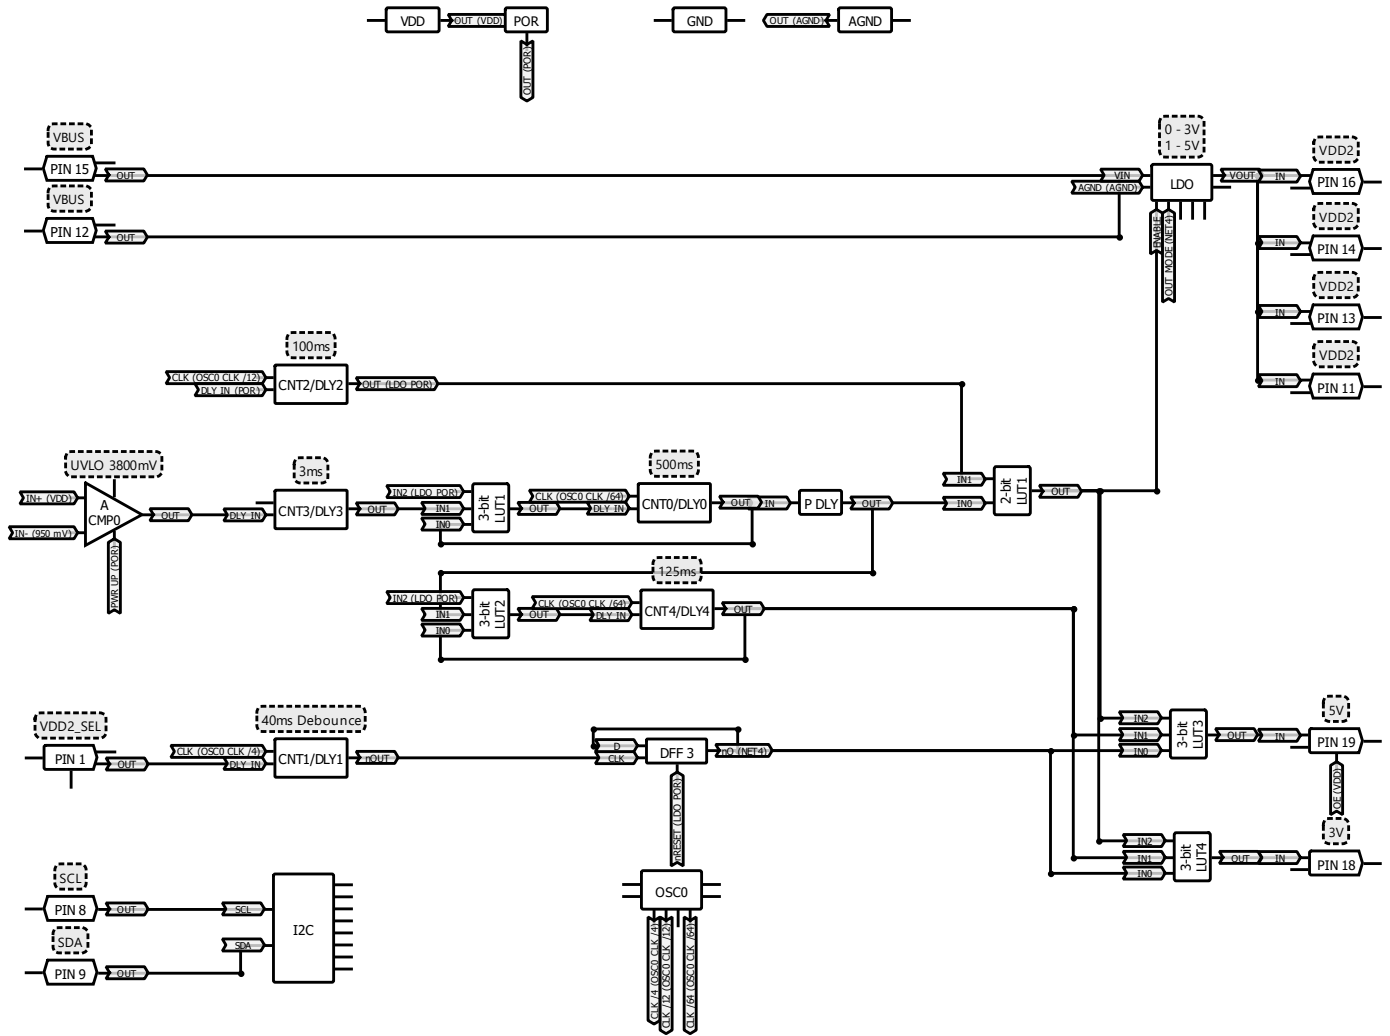 VDD
OUT (VDD)
POR
OUT (POR)
GND
OUT (AGND)
AGND
VBUS
PIN 15
OUT
VBUS
PIN 12
OUT
0 - 3V
1 - 5V
VIN
AGND (AGND)
LDO
VOUT
ENABLE
OUT MODE (NET4)
VDD2
IN
PIN 16
VDD2
IN
PIN 14
VDD2
IN
PIN 13
VDD2
IN
PIN 11
100ms
CLK (OSC0 CLK /12)
DLY IN (POR)
CNT2/DLY2
OUT (LDO POR)
UVLO 3800mV
IN+ (VDD)
IN- (950 mV)
A
CMP0
OUT
PWR UP (POR)
3ms
DLY IN
CNT3/DLY3
OUT
IN2 (LDO POR)
IN1
IN0
3-bit
LUT1
OUT
500ms
CLK (OSC0 CLK /64)
DLY IN
CNT0/DLY0
OUT
IN
P DLY
OUT
IN1
IN0
2-bit
LUT1
OUT
IN2 (LDO POR)
IN1
IN0
3-bit
LUT2
OUT
125ms
CLK (OSC0 CLK /64)
DLY IN
CNT4/DLY4
OUT
VDD2_SEL
PIN 1
OUT
40ms Debounce
CLK (OSC0 CLK /4)
DLY IN
CNT1/DLY1
nOUT
D
CLK
DFF 3
nQ (NET4)
nRESET (LDO POR)
IN2
IN1
IN0
3-bit
LUT3
OUT
IN
5V
PIN 19
OE (VDD)
IN2
IN1
IN0
3-bit
LUT4
OUT
IN
3V
PIN 18
OSC0
CLK /4 (OSC0 CLK /4)
CLK /12 (OSC0 CLK /12)
CLK /64 (OSC0 CLK /64)
SCL
PIN 8
OUT
SCL
SDA
PIN 9
OUT
SDA
I2C